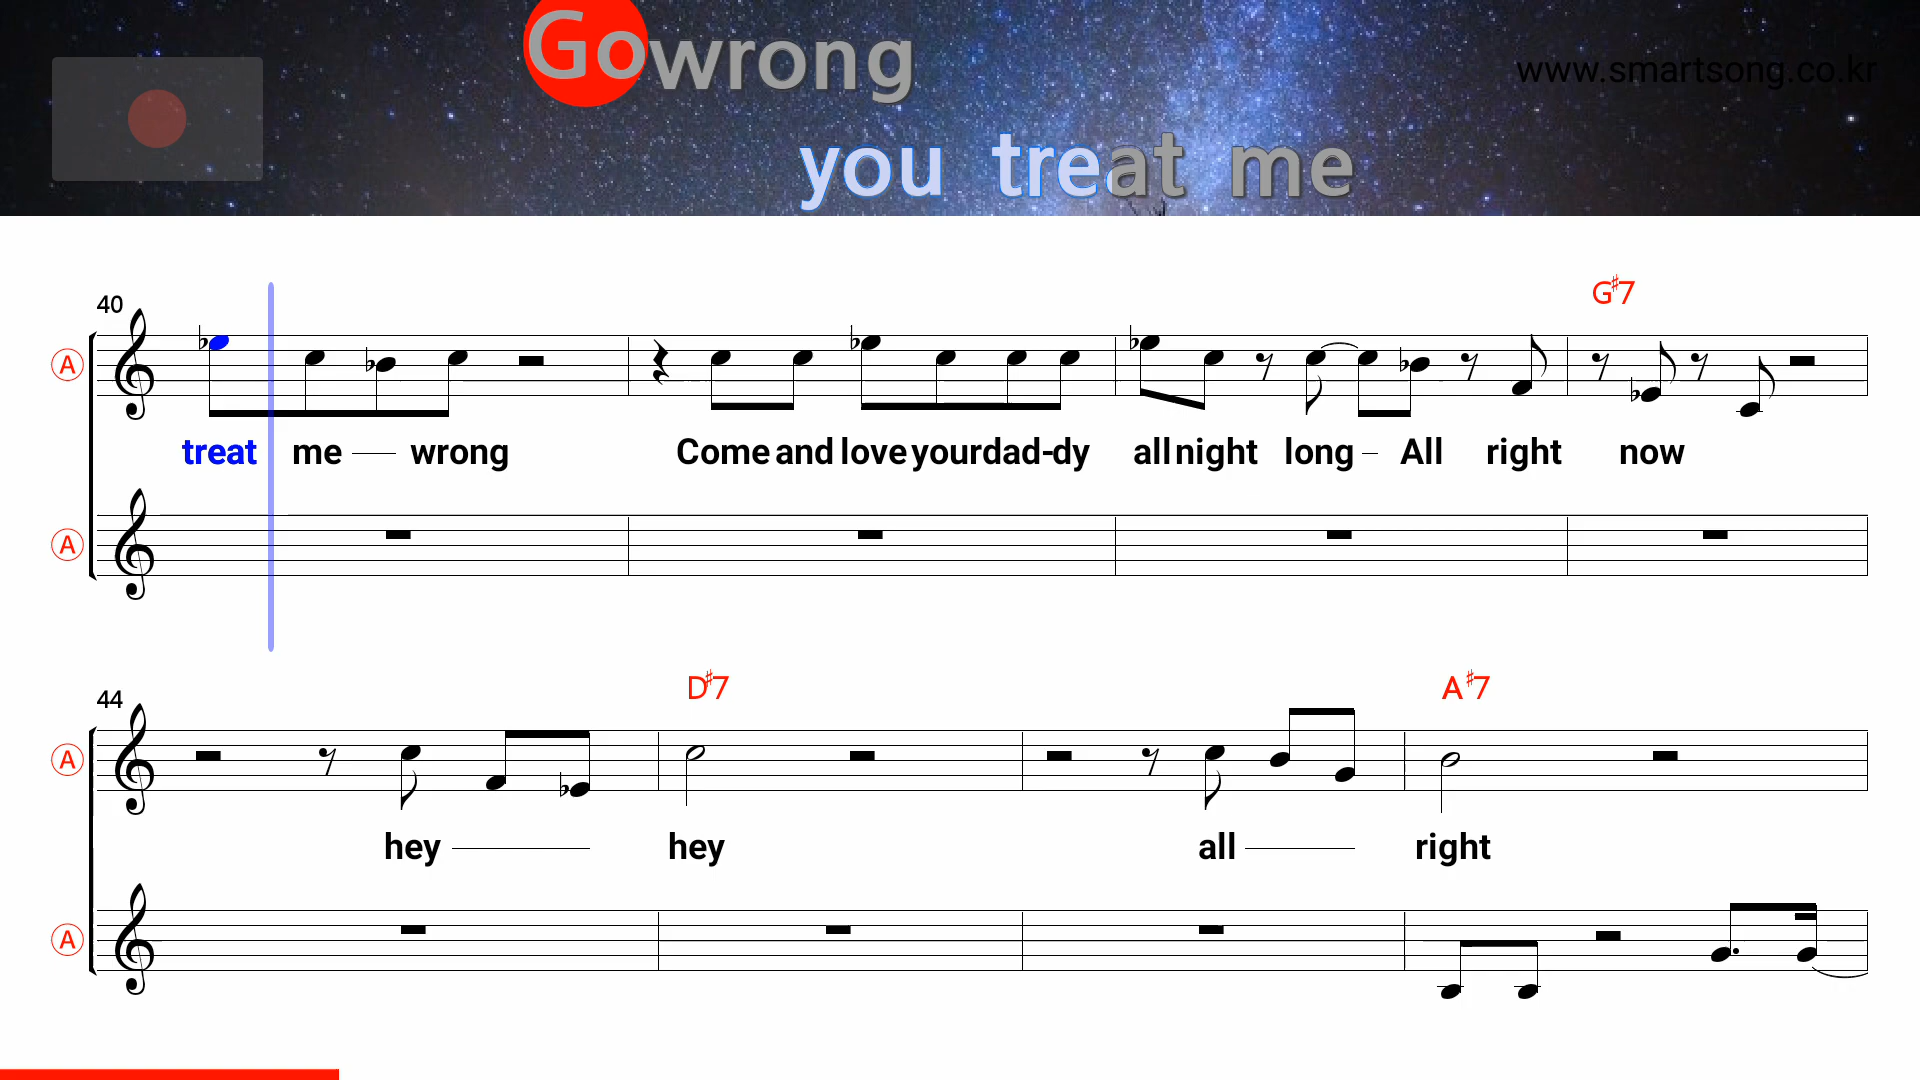 Go wrong
www.smartsong.co.kr
you treat me
40
G#7
A
treat me — wrong Come and love your dad-dy all night long – All right now
A
44
D#7
A#7
A
hey — hey all — right
A